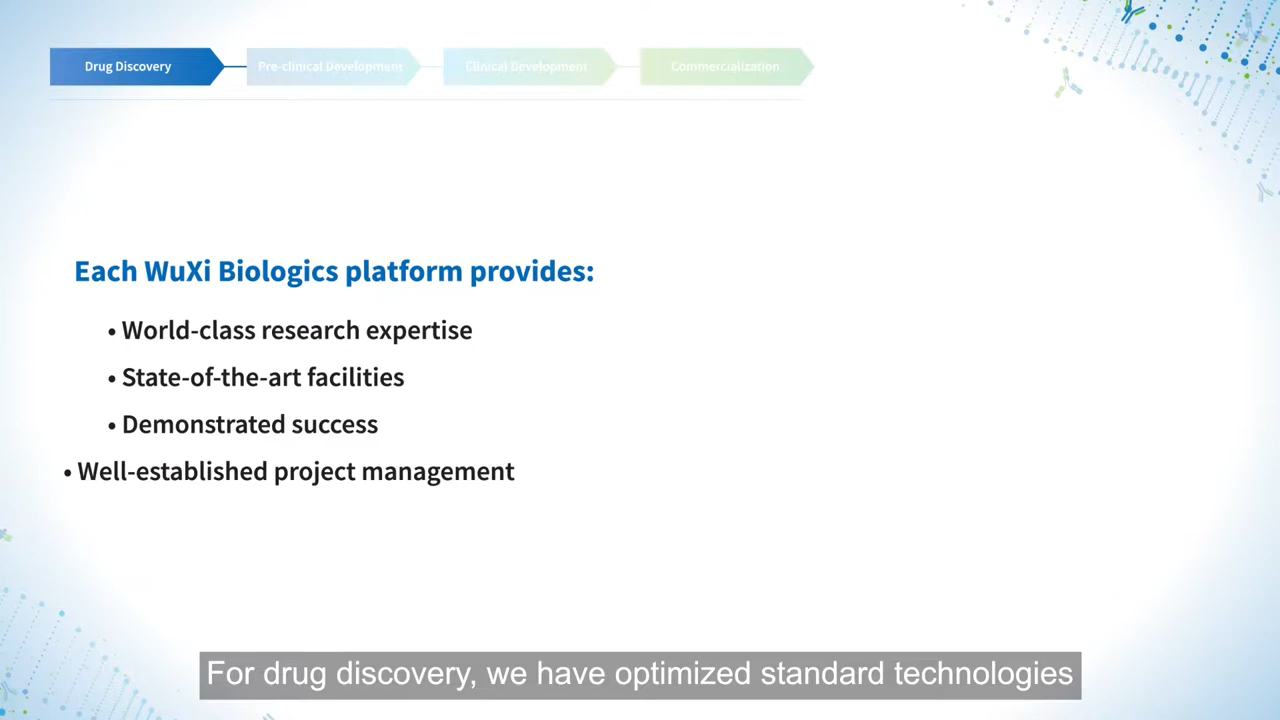 Drug Discovery
Pre-clinical Development
Clinical Development
Commercialization
Each WuXi Biologics platform provides:
• World-class research expertise
• State-of-the-art facilities
• Demonstrated success
• Well-established project management
For drug discovery, we have optimized standard technologies